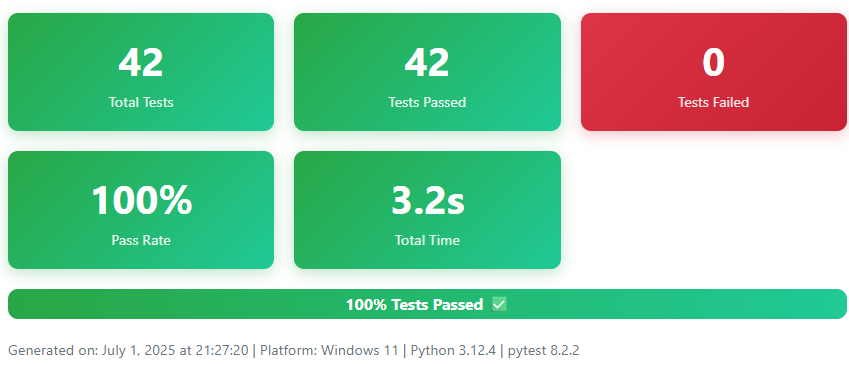 42
Total Tests
42
Tests Passed
0
Tests Failed
100%
Pass Rate
3.2s
Total Time
100% Tests Passed ✅
Generated on: July 1, 2025 at 21:27:20 | Platform: Windows 11 | Python 3.12.4 | pytest 8.2.2